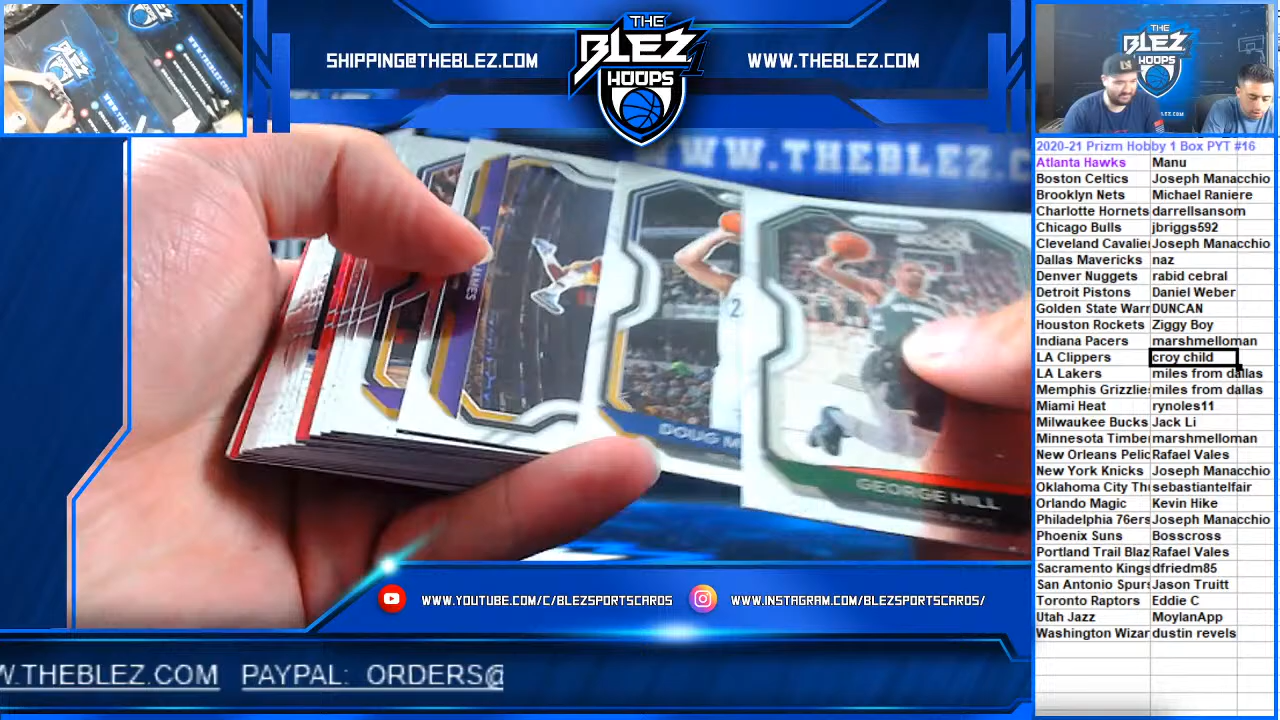 SHIPPING@THEBLEZ.COM
THE
BLEZ
HOOPS
WWW.THEBLEZ.COM
WWW.THEBLEZ.C
JAMES
DOUG M
GEORGE HILL
2020-21 Prizm Hobby 1 Box PYT #16
Atlanta Hawks Manu
Boston Celtics Joseph Manacchio
Brooklyn Nets Michael Raniere
Charlotte Hornets darrellsansom
Chicago Bulls jbriggs592
Cleveland Cavalie Joseph Manacchio
Dallas Mavericks naz
Denver Nuggets rabid cebral
Detroit Pistons Daniel Weber
Golden State Warr DUNCAN
Houston Rockets Ziggy Boy
Indiana Pacers marshmelloman
LA Clippers croy child
LA Lakers miles from dallas
Memphis Grizzlie miles from dallas
Miami Heat rynoles11
Milwaukee Bucks Jack Li
Minnesota Timbe marshmelloman
New Orleans Pelic Rafael Vales
New York Knicks Joseph Manacchio
Oklahoma City Th sebastiantelfair
Orlando Magic Kevin Hike
Philadelphia 76ers Joseph Manacchio
Phoenix Suns Bosscross
Portland Trail Blaz Rafael Vales
Sacramento Kings dfriedm85
San Antonio Spurs Jason Truitt
Toronto Raptors Eddie C
Utah Jazz MoylanApp
Washington Wizar dustin revels
WWW.YOUTUBE.COM/C/BLEZSPORTSCARDS WWW.INSTAGRAM.COM/BLEZSPORTSCARDS/
W.THEBLEZ.COM PAYPAL: ORDERS@